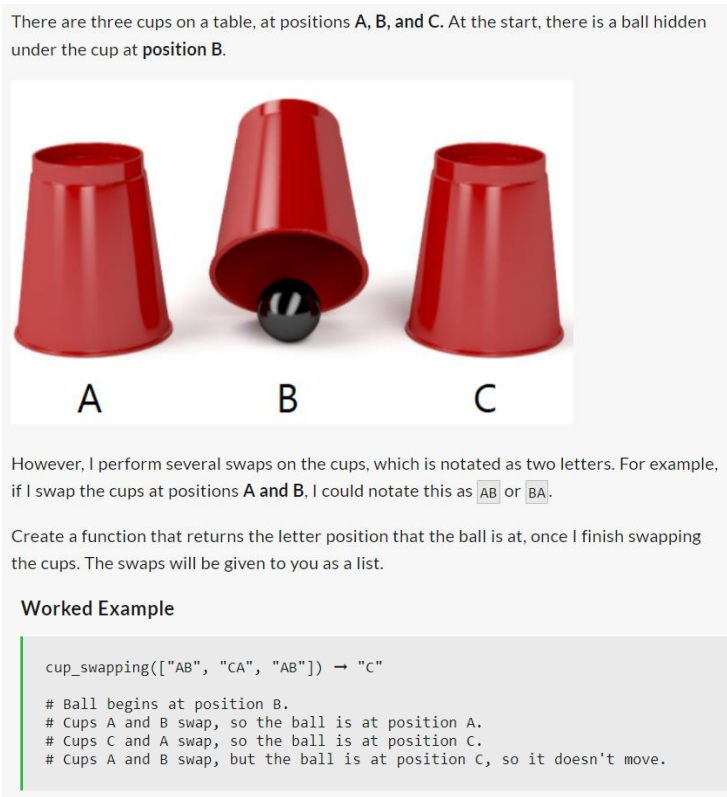 There are three cups on a table, at positions A, B, and C. At the start, there is a ball hidden
under the cup at position B.
A B C
However, I perform several swaps on the cups, which is notated as two letters. For example,
if I swap the cups at positions A and B, I could notate this as AB or BA.
Create a function that returns the letter position that the ball is at, once I finish swapping
the cups. The swaps will be given to you as a list.
Worked Example
cup_swapping(["AB", "CA", "AB"]) → "C"
# Ball begins at position B.
# Cups A and B swap, so the ball is at position A.
# Cups C and A swap, so the ball is at position C.
# Cups A and B swap, but the ball is at position C, so it doesn't move.